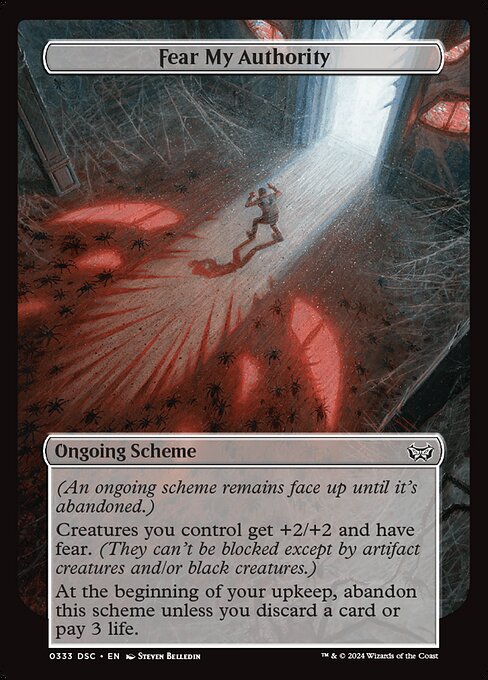 Fear My Authority
Ongoing Scheme
(An ongoing scheme remains face up until it's
abandoned.)
Creatures you control get +2/+2 and have
fear. (They can't be blocked except by artifact
creatures and/or black creatures.)
At the beginning of your upkeep, abandon
this scheme unless you discard a card or
pay 3 life.
0333 DSC • EN Steven Belledin ™ & © 2024 Wizards of the Coast